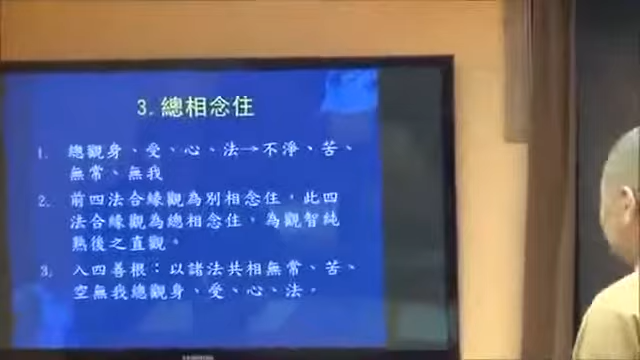 3. 總相念住
1. 總觀身、受、心、法→不淨、苦、
無常、無我
2. 前四法合緣觀為別相念住，此四
法合緣觀為總相念住，為觀智純
熟後之直觀。
3. 入四善根：以諸法共相無常、苦、
空無我總觀身、受、心、法。